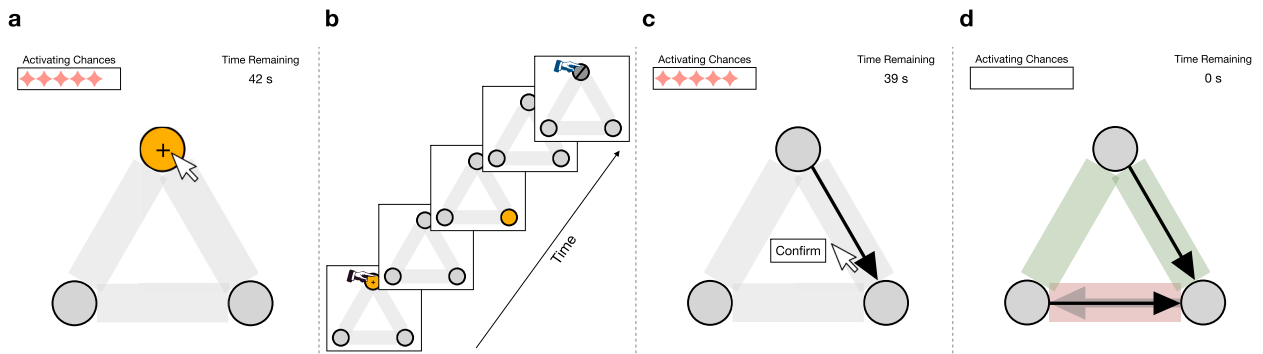 a
Activating Chances
Time Remaining
42 s
+
b
+
Time
c
Activating Chances
Time Remaining
39 s
Confirm
d
Activating Chances
Time Remaining
0 s